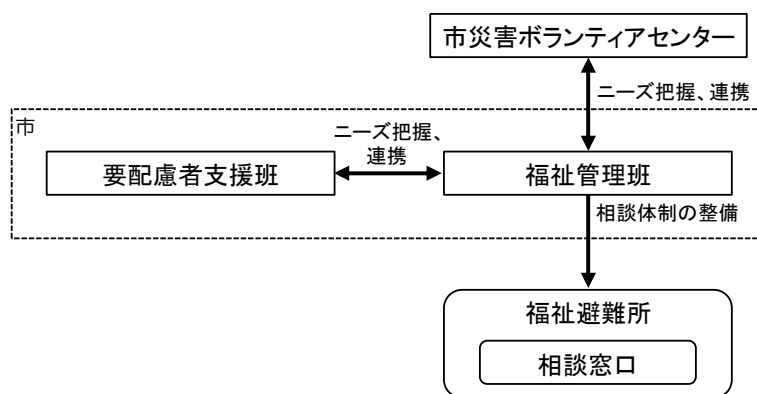 市災害ボランティアセンター
ニーズ把握、連携
市
ニーズ把握、
連携
要配慮者支援班
福祉管理班
相談体制の整備
福祉避難所
相談窓口